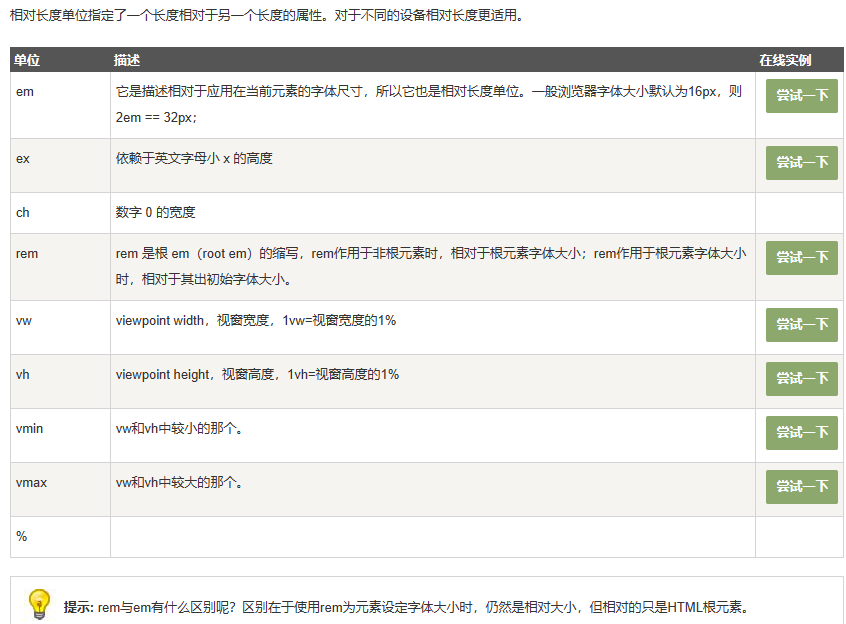 相对长度单位指定了一个长度相对于另一个长度的属性。对于不同的设备相对长度更适用。
单位 描述 在线实例
em 它是描述相对于应用在当前元素的字体尺寸，所以它也是相对长度单位。一般浏览器字体大小默认为16px，则 尝试一下
2em == 32px；
ex 依赖于英文字母小 x 的高度 尝试一下
ch 数字 0 的宽度
rem rem 是根 em（root em）的缩写，rem作用于非根元素时，相对于根元素字体大小；rem作用于根元素字体大小 尝试一下
时，相对于其出初始字体大小。
vw viewpoint width，视窗宽度，1vw=视窗宽度的1% 尝试一下
vh viewpoint height，视窗高度，1vh=视窗高度的1% 尝试一下
vmin vw和vh中较小的那个。 尝试一下
vmax vw和vh中较大的那个。 尝试一下
%
提示: rem与em有什么区别呢？区别在于使用rem为元素设定字体大小时，仍然是相对大小，但相对的只是HTML根元素。